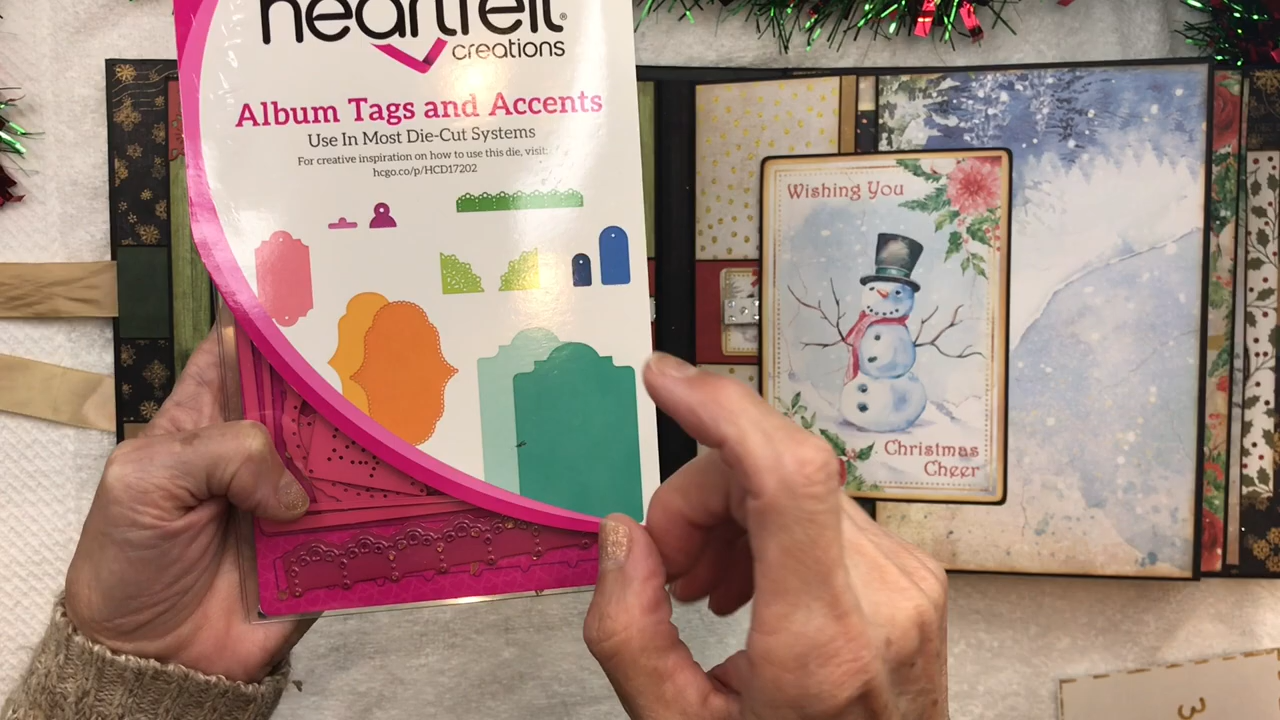 heartfelt®
creations
Album Tags and Accents
Use In Most Die-Cut Systems
For creative inspiration on how to use this die, visit:
hcgo.co/p/HCD17202
Wishing You
Christmas
Cheer
3